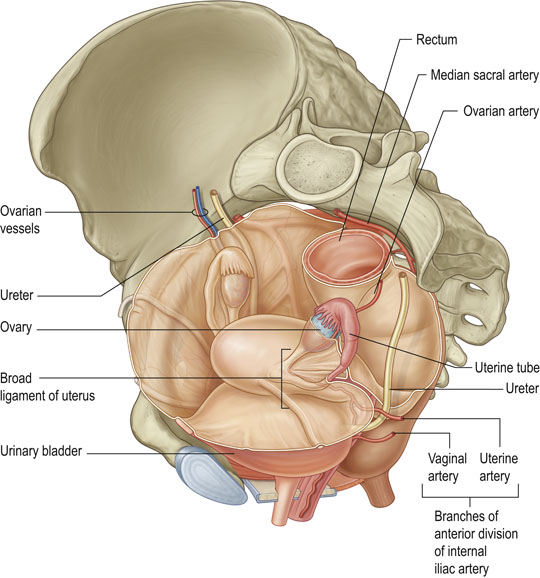 Rectum
Median sacral artery
Ovarian artery
Ovarian
vessels
Ureter
Ovary
Broad
ligament of uterus
Urinary bladder
Uterine tube
Ureter
Vaginal
artery
Uterine
artery
Branches of
anterior division
of internal
iliac artery